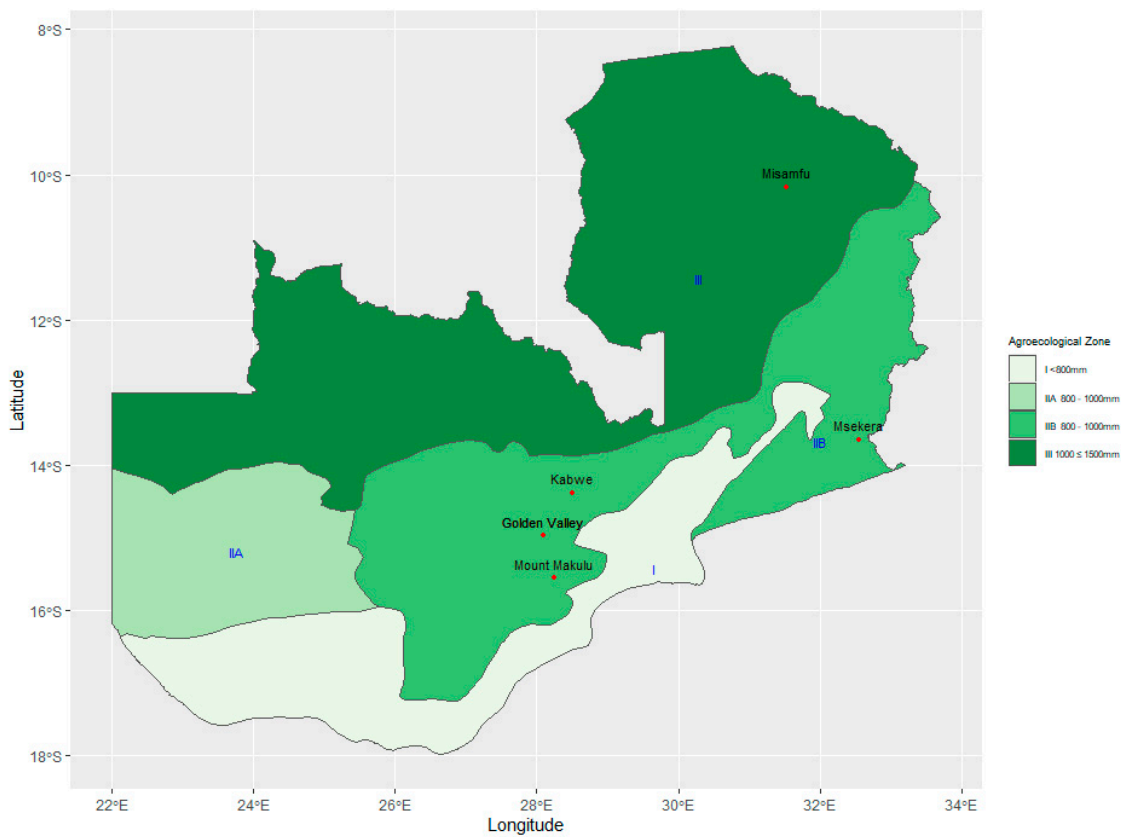 8°S
10°S
12°S
14°S
16°S
18°S
Latitude
Misamfu
III
Msekera
IIB
Kabwe
Golden Valley
Mount Makulu
IIA
I
22°E
24°E
26°E
28°E
30°E
32°E
34°E
Longitude
Agroecological Zone
I <800mm
IIA 800 - 1000mm
IIB 800 - 1000mm
III 1000 ≤ 1500mm